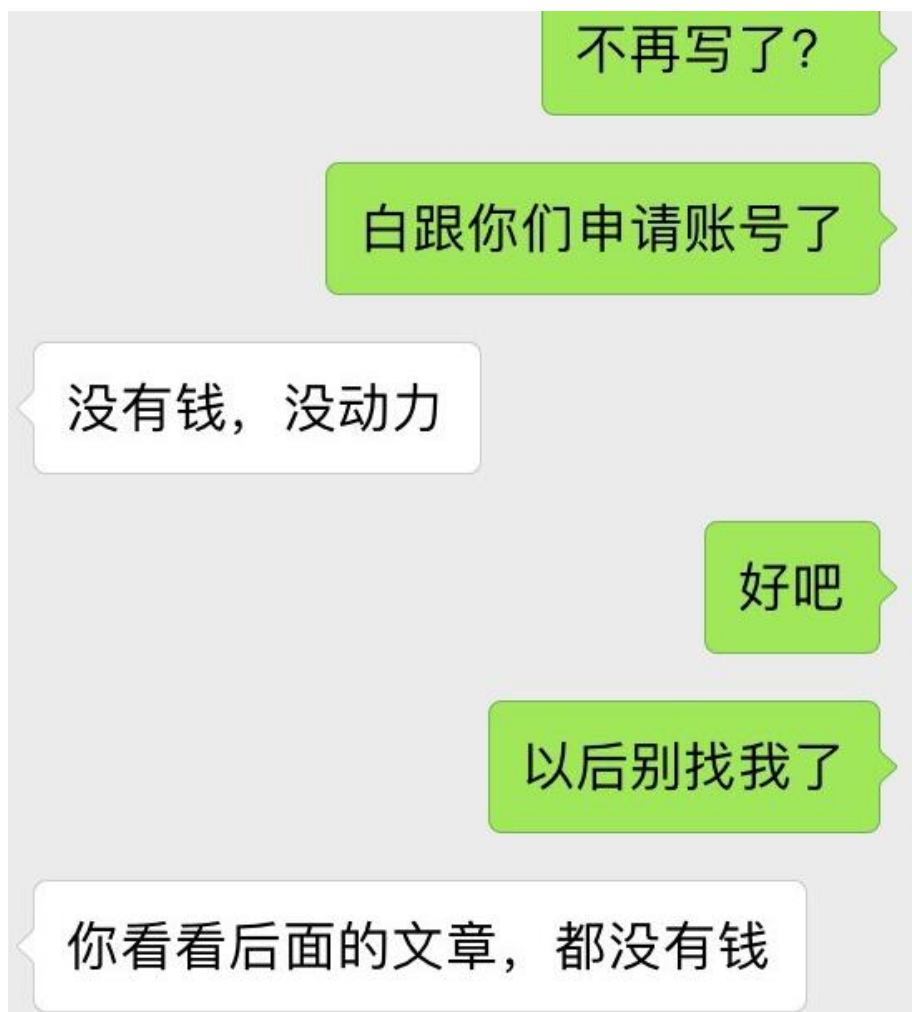 不再写了?
白跟你们申请账号了
没有钱，没动力
好吧
以后别找我了
你看看后面的文章，都没有钱